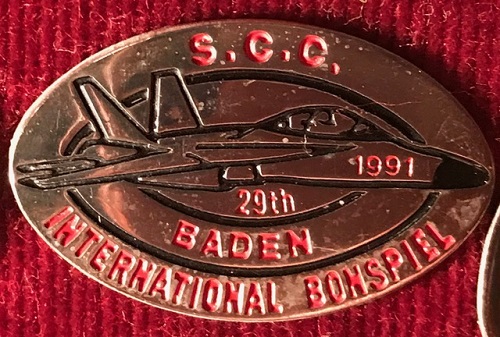 S.C.C.
1991
29th
BADEN
INTERNATIONAL BONSPIEL